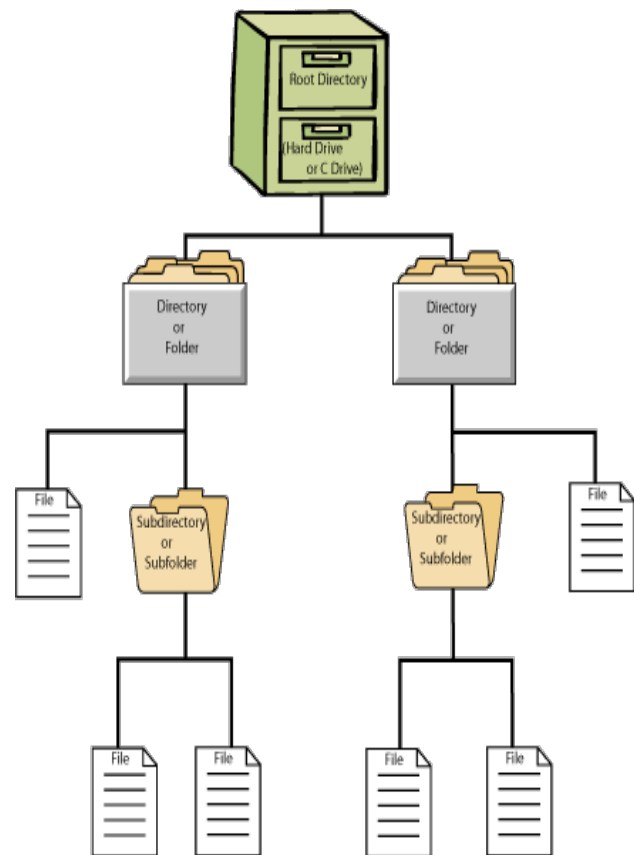 Root Directory
(Hard Drive
or C Drive)
Directory
or
Folder
Directory
or
Folder
File
Subdirectory
or
Subfolder
Subdirectory
or
Subfolder
File
File
File
File
File